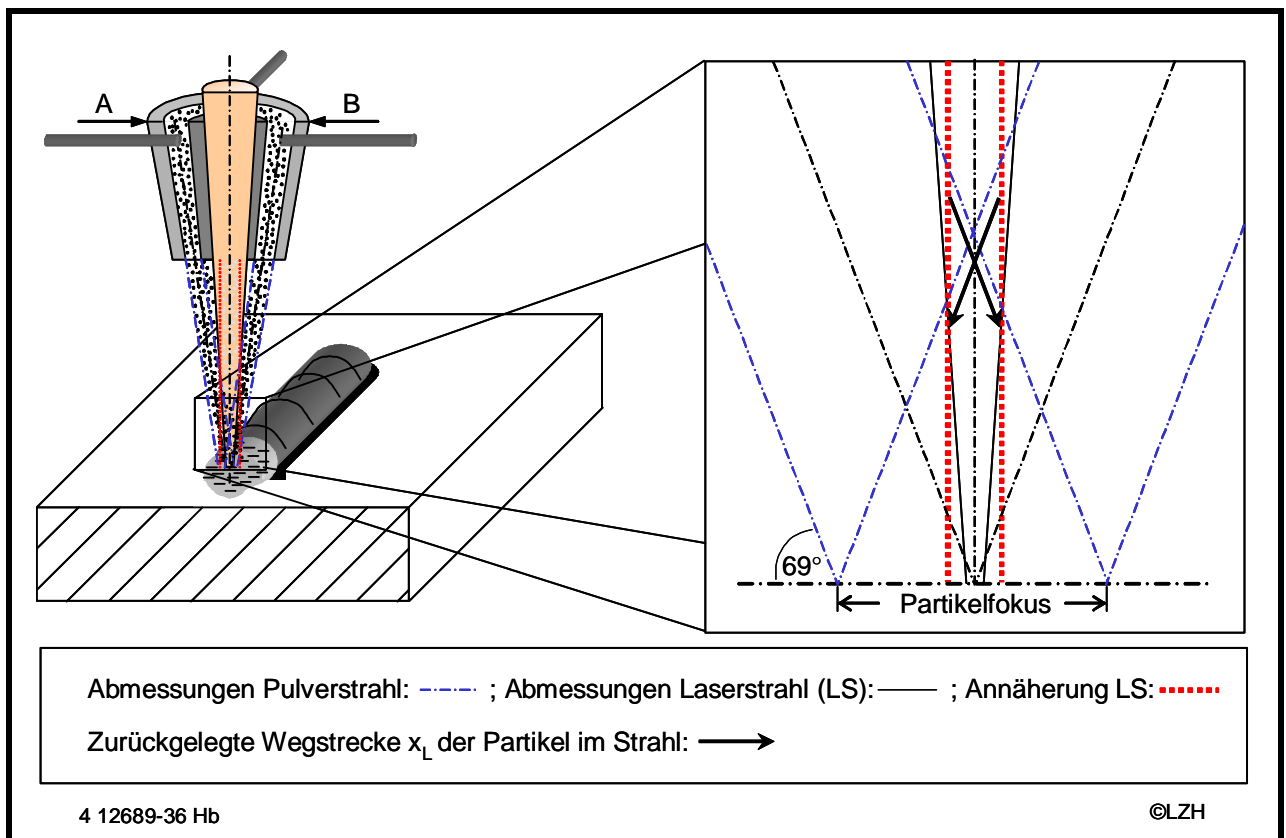 A
B
69°
Partikelfokus
Abmessungen Pulverstrahl: ; Abmessungen Laserstrahl (LS): ; Annäherung LS:
Zurückgelegte Wegstrecke x_L der Partikel im Strahl:
4 12689-36 Hb
©LZH